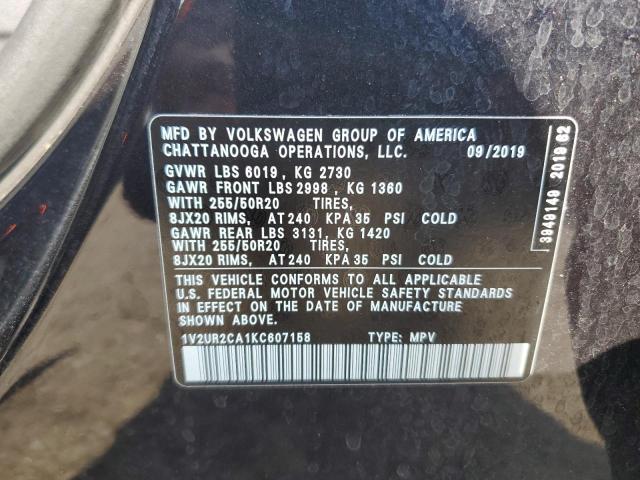 MFD BY VOLKSWAGEN GROUP OF AMERICA
CHATTANOOGA OPERATIONS, LLC. 09/2019
GVWR LBS 6019, KG 2730
GAWR FRONT LBS 2998, KG 1360
WITH 255/50R20 TIRES,
8JX20 RIMS, AT 240 KPA 35 PSI COLD
GAWR REAR LBS 3131, KG 1420
WITH 255/50R20 TIRES,
8JX20 RIMS, AT 240 KPA 35 PSI COLD
THIS VEHICLE CONFORMS TO ALL APPLICABLE
U.S. FEDERAL MOTOR VEHICLE SAFETY STANDARDS
IN EFFECT ON THE DATE OF MANUFACTURE
SHOWN ABOVE.
1V2UR2CA1KC607158 TYPE: MPV
3949149 2019 62